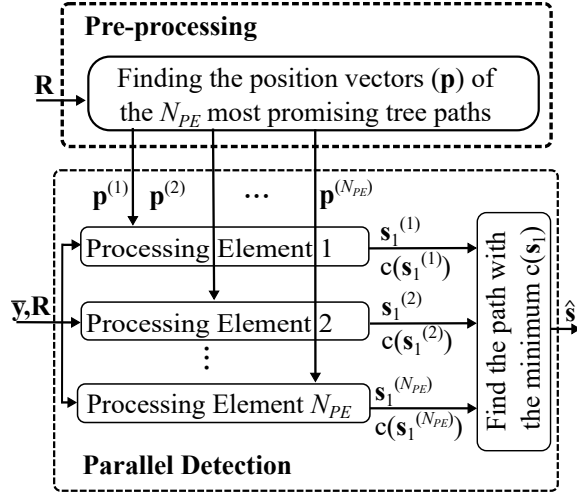 Pre-processing
R
Finding the position vectors (p) of
the N_PE most promising tree paths
p^(1) p^(2) ... p^(N_PE)
Processing Element 1
s_1^(1)
c(s_1^(1))
y̅,R
Processing Element 2
s_1^(2)
c(s_1^(2))
⋮
Processing Element N_PE
s_1^(N_PE)
c(s_1^(N_PE))
Find the path with
the minimum c(s_1)
ŝ
Parallel Detection